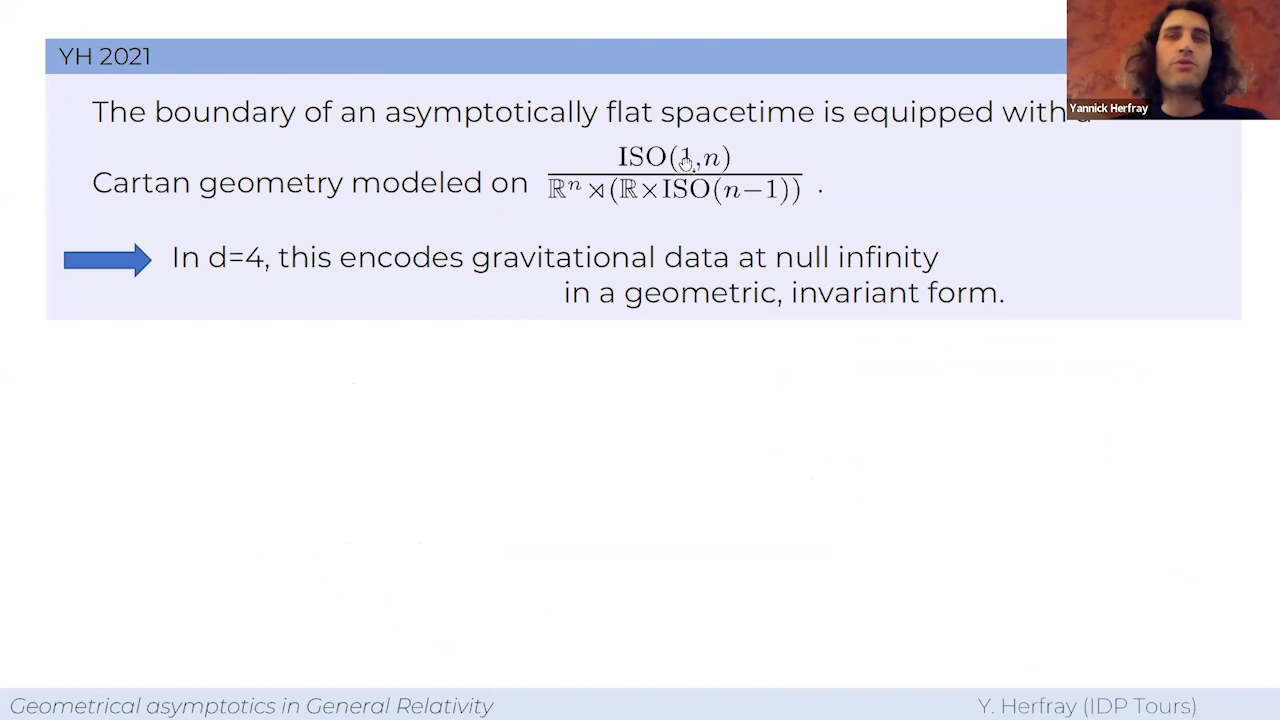 YH 2021
The boundary of an asymptotically flat spacetime is equipped with
Cartan geometry modeled on ISO(1,n) / ℝⁿ ⋊ (ℝ×ISO(n−1)) .
In d=4, this encodes gravitational data at null infinity
in a geometric, invariant form.
Yannick Herfray
Geometrical asymptotics in General Relativity
Y. Herfray (IDP Tours)